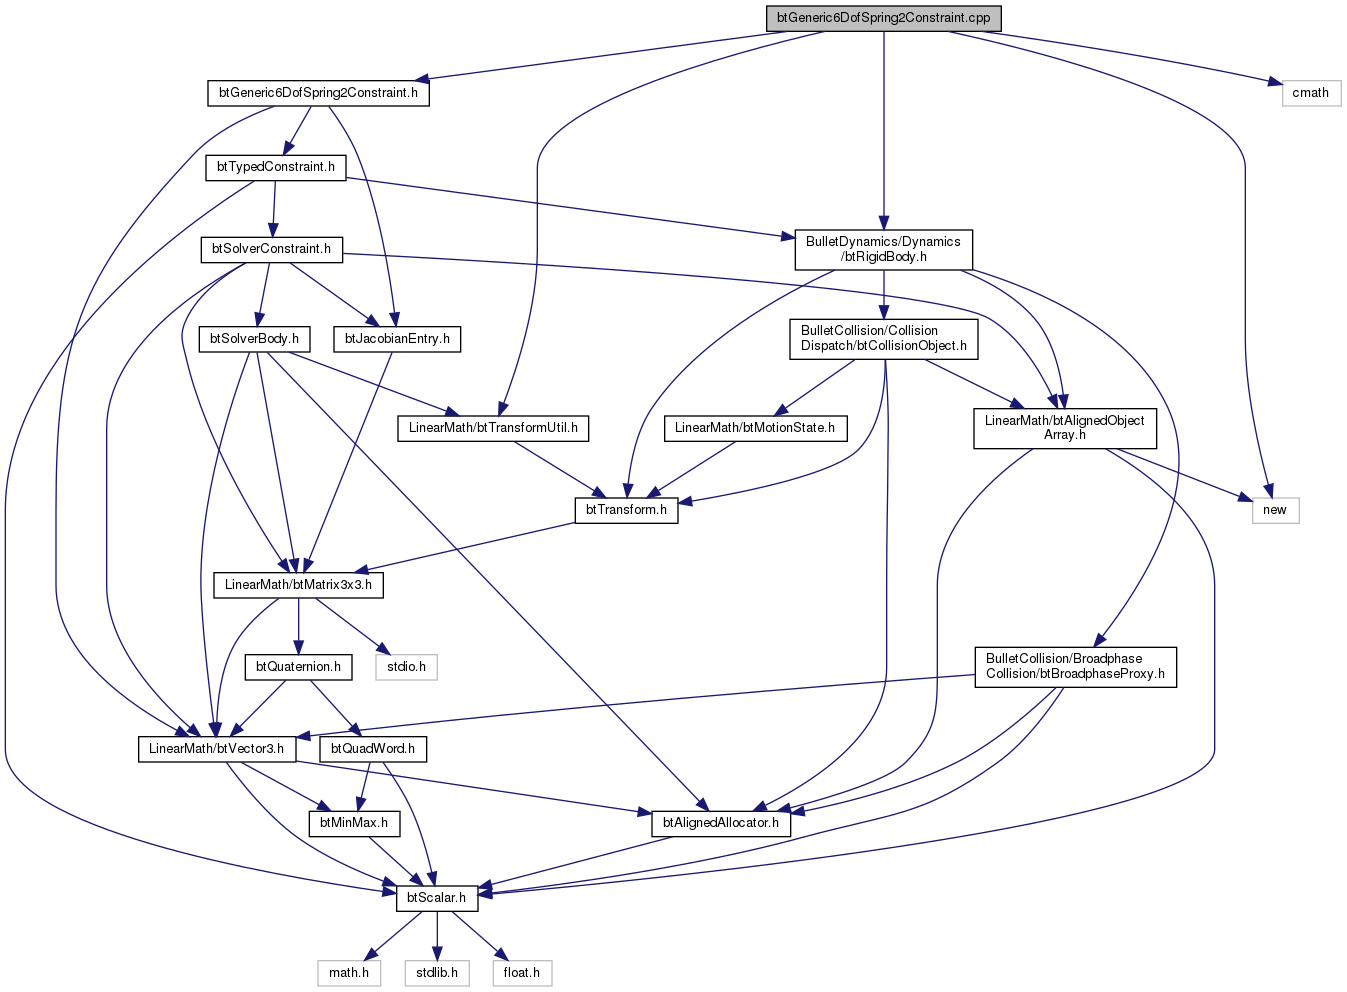 btGeneric6DofSpring2Constraint.cpp
btGeneric6DofSpring2Constraint.h
cmath
btTypedConstraint.h
btSolverConstraint.h
BulletDynamics/Dynamics
/btRigidBody.h
btSolverBody.h
btJacobianEntry.h
BulletCollision/Collision
Dispatch/btCollisionObject.h
LinearMath/btTransformUtil.h
LinearMath/btMotionState.h
LinearMath/btAlignedObject
Array.h
btTransform.h
new
LinearMath/btMatrix3x3.h
btQuaternion.h
stdio.h
BulletCollision/Broadphase
Collision/btBroadphaseProxy.h
LinearMath/btVector3.h
btQuadWord.h
btMinMax.h
btAlignedAllocator.h
btScalar.h
math.h
stdlib.h
float.h